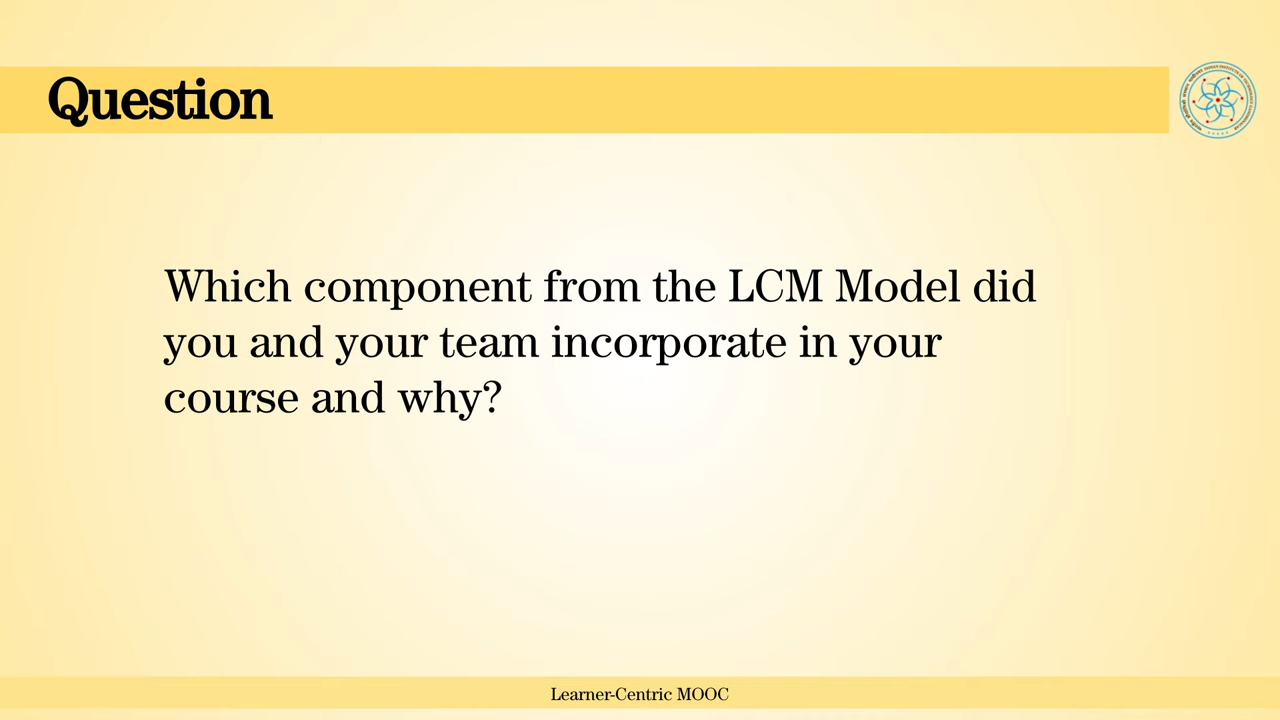 Question
Which component from the LCM Model did
you and your team incorporate in your
course and why?
Learner-Centric MOOC